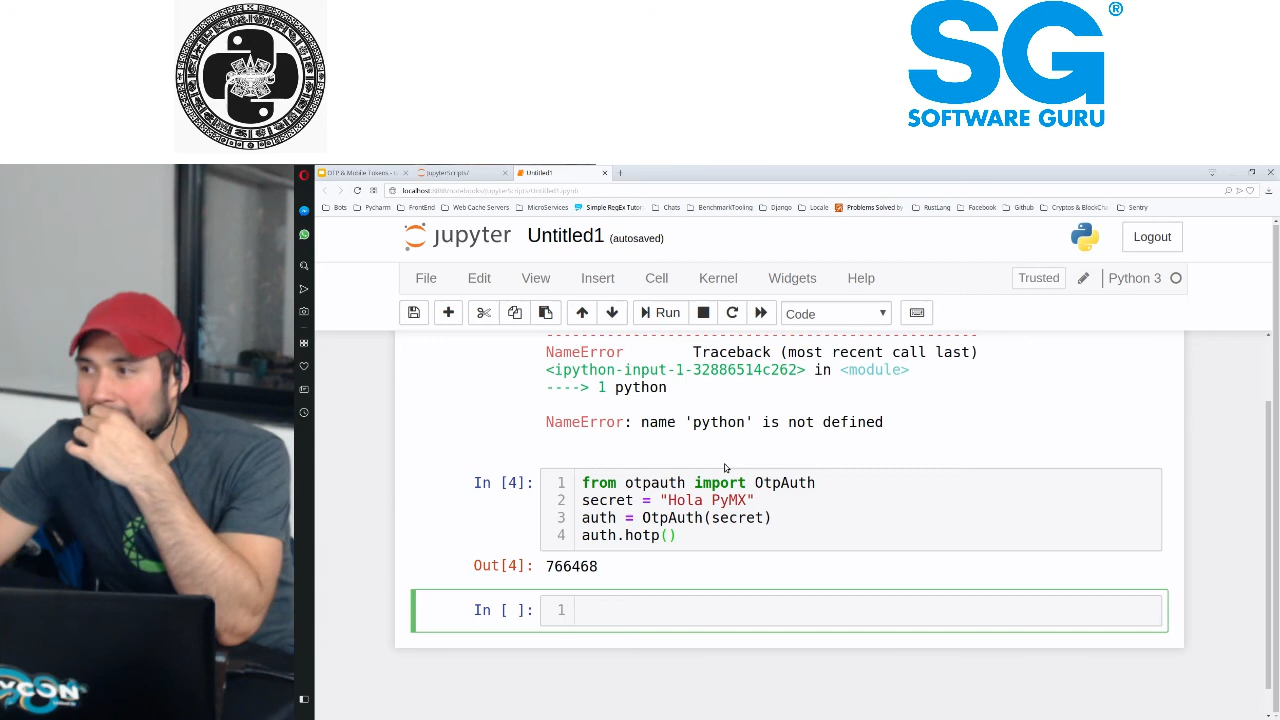 SG ®
SOFTWARE GURU
OTP & Mobile Tokens -
JupyterScripts/
Untitled1
localhost:8888/notebooks/JupyterScripts/Untitled1.ipynb
Bots Pycharm FrontEnd Web Cache Servers MicroServices Simple RegEx Tutor Chats BenchmarkTooling Django Locale Problems Solved by RustLang Facebook Github Cryptos & BlockCha Sentry
jupyter Untitled1 (autosaved) Logout
File Edit View Insert Cell Kernel Widgets Help Trusted Python 3
Run Code
NameError Traceback (most recent call last)
<ipython-input-1-32886514c262> in <module>
----> 1 python
NameError: name 'python' is not defined
In [4]: 1 from otpauth import OtpAuth
2 secret = "Hola PyMX"
3 auth = OtpAuth(secret)
4 auth.hotp()
Out[4]: 766468
In [ ]: 1
YCON